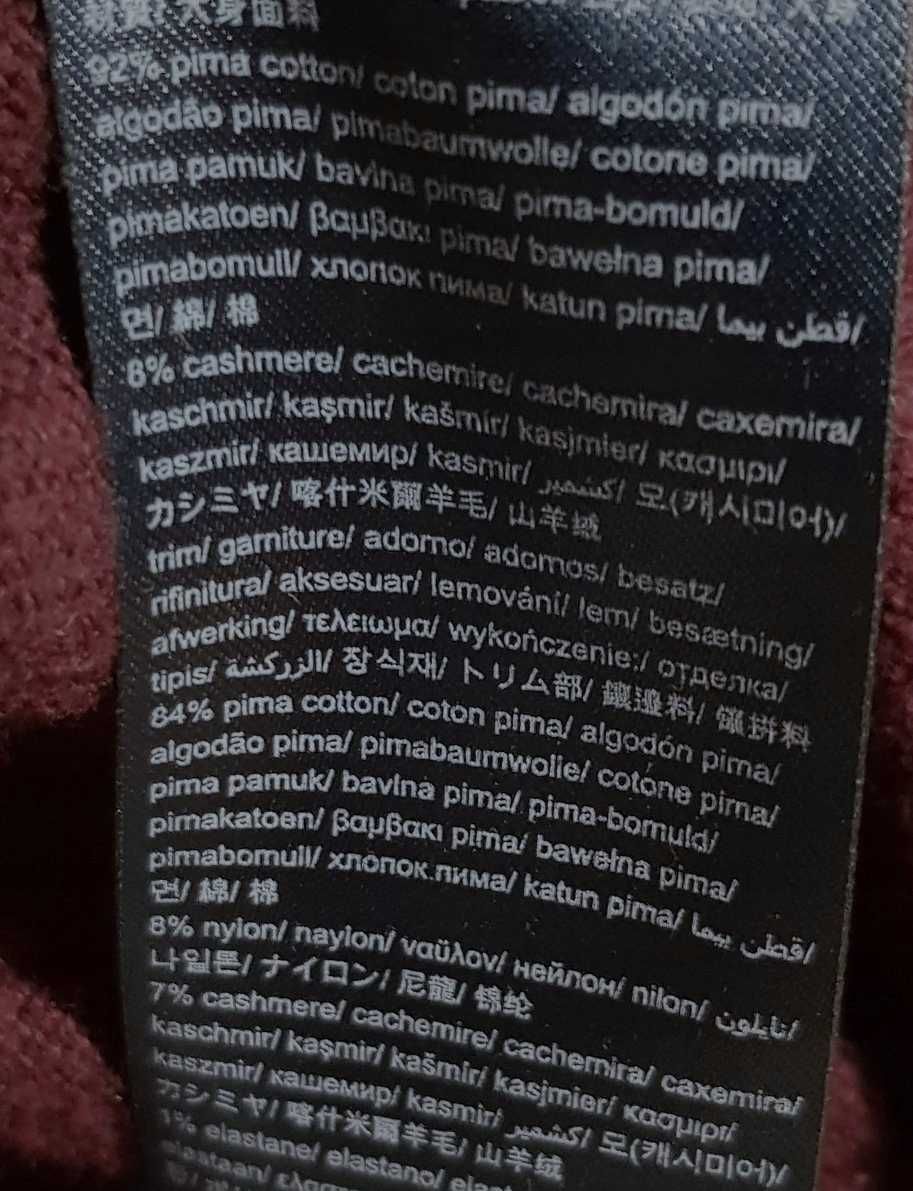 大身面料
92% pima cotton/ coton pima/ algodón pima/
algodão pima/ pimabaumwolle/ cotone pima/
pima pamuk/ bavlna pima/ pima-bomuld/
pimakatoen/ βαμβακι pima/ bawełna pima/
pimabomull/ хлопок пима/ katun pima/ قطن بيما/
면/ 綿/ 棉
8% cashmere/ cachemire/ cachemira/ caxemira/
kaschmir/ kaşmir/ kašmír/ kasjmier/ κασμιρι/
kaszmir/ кашемир/ kasmir/ كشمير/ 모(캐시미어)/
カシミヤ/ 喀什米爾羊毛/ 山羊绒
trim/ garniture/ adorno/ adornos/ besatz/
rifinitura/ aksesuar/ lemování/ lem/ besætning/
afwerking/ τελειωμα/ wykończenie:/ отделка/
tipis/ الزركشة/ 장식재/ トリム部/ 鑲邊料/ 镶拼料
84% pima cotton/ coton pima/ algodón pima/
algodão pima/ pimabaumwolle/ cotone pima/
pima pamuk/ bavlna pima/ pima-bomuld/
pimakatoen/ βαμβακι pima/ bawełna pima/
pimabomull/ хлопок пима/ katun pima/ قطن بيما/
면/ 綿/ 棉
8% nylon/ naylon/ ναϋλον/ нейлон/ nilon/ نايلون/
나일론/ ナイロン/ 尼龍/ 锦纶
7% cashmere/ cachemire/ cachemira/ caxemira/
kaschmir/ kaşmir/ kašmír/ kasjmier/ κασμιρι/
kaszmir/ кашемир/ kasmir/ كشمير/ 모(캐시미어)/
カシミヤ/ 喀什米爾羊毛/ 山羊绒
1% elastane/ elastano/
elastaan/